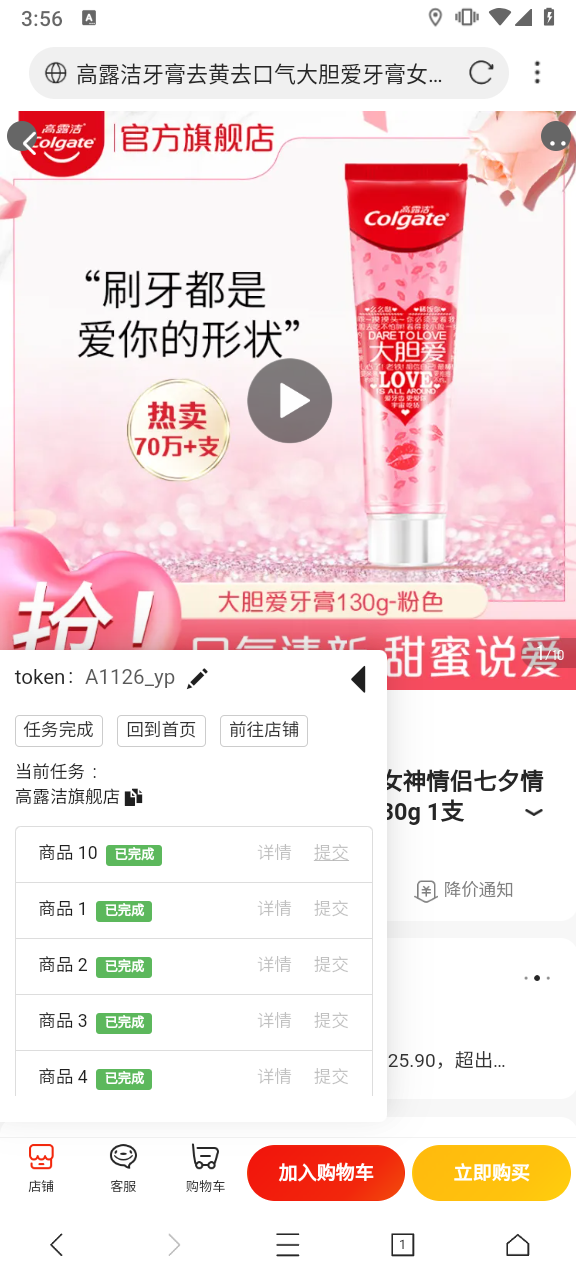 3:56
高露洁牙膏去黄去口气大胆爱牙膏女…
高露洁
Colgate
官方旗舰店
高露洁
Colgate
“刷牙都是
爱你的形状”
DARE TO LOVE
大胆爱
LOVE
IS ALL AROUND
热卖
70万+支
大胆爱牙膏130g-粉色
抢！
口气清新 甜蜜说爱
1/10
token： A1126_yp
任务完成 回到首页 前往店铺
当前任务 ：
高露洁旗舰店
女神情侣七夕情
30g 1支
商品 10 已完成 详情 提交
降价通知
商品 1 已完成 详情 提交
商品 2 已完成 详情 提交
商品 3 已完成 详情 提交
25.90，超出…
商品 4 已完成 详情 提交
店铺 客服 购物车 加入购物车 立即购买
1